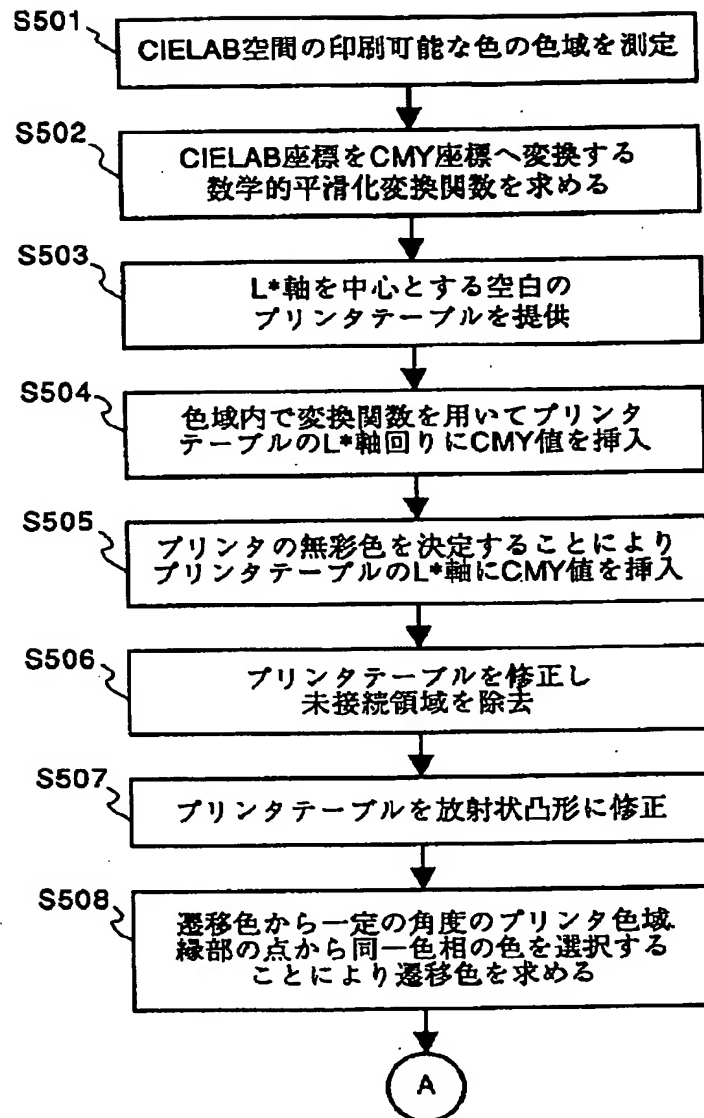 S501
CIELAB空間の印刷可能な色の色域を測定
S502
CIELAB座標をCMY座標へ変換する
数学的平滑化変換関数を求める
S503
L*軸を中心とする空白の
プリンタテーブルを提供
S504
色域内で変換関数を用いてプリンタ
テーブルのL*軸回りにCMY値を挿入
S505
プリンタの無彩色を決定することにより
プリンタテーブルのL*軸にCMY値を挿入
S506
プリンタテーブルを修正し
未接続領域を除去
S507
プリンタテーブルを放射状凸形に修正
S508
遷移色から一定の角度のプリンタ色域
縁部の点から同一色相の色を選択する
ことにより遷移色を求める
A